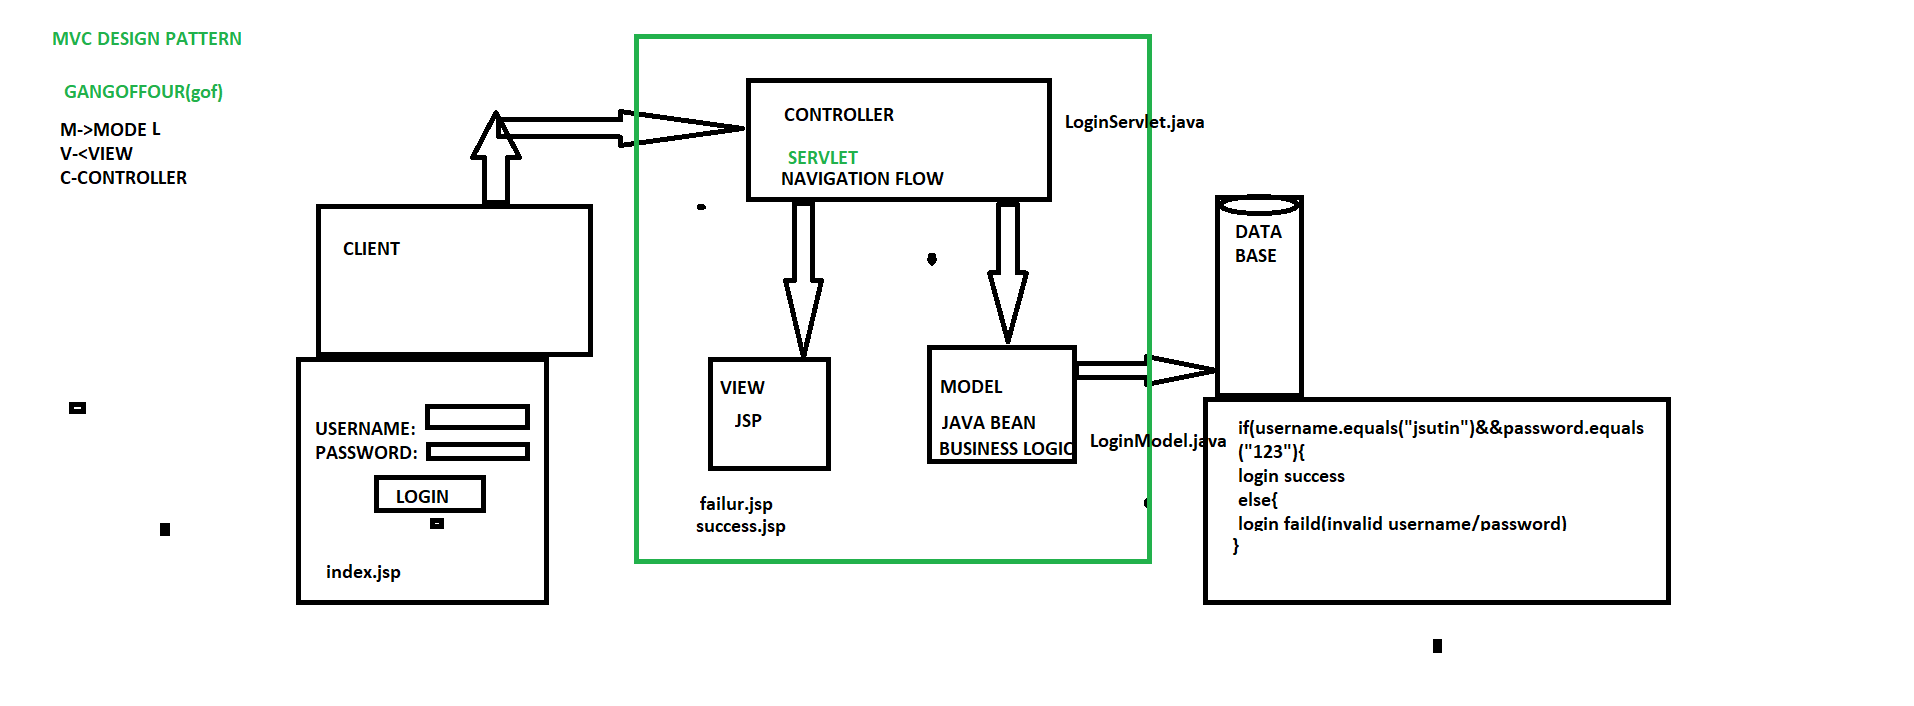 MVC DESIGN PATTERN
GANGOFFOUR(gof)
M->MODE L
V-<VIEW
C-CONTROLLER
CLIENT
USERNAME:
PASSWORD:
LOGIN
index.jsp
CONTROLLER
SERVLET
NAVIGATION FLOW
LoginServlet.java
VIEW
JSP
failur.jsp
success.jsp
MODEL
JAVA BEAN
BUSINESS LOGIC
LoginModel.java
DATA
BASE
if(username.equals("jsutin")&&password.equals
("123"){
login success
else{
login faild(invalid username/password)
}